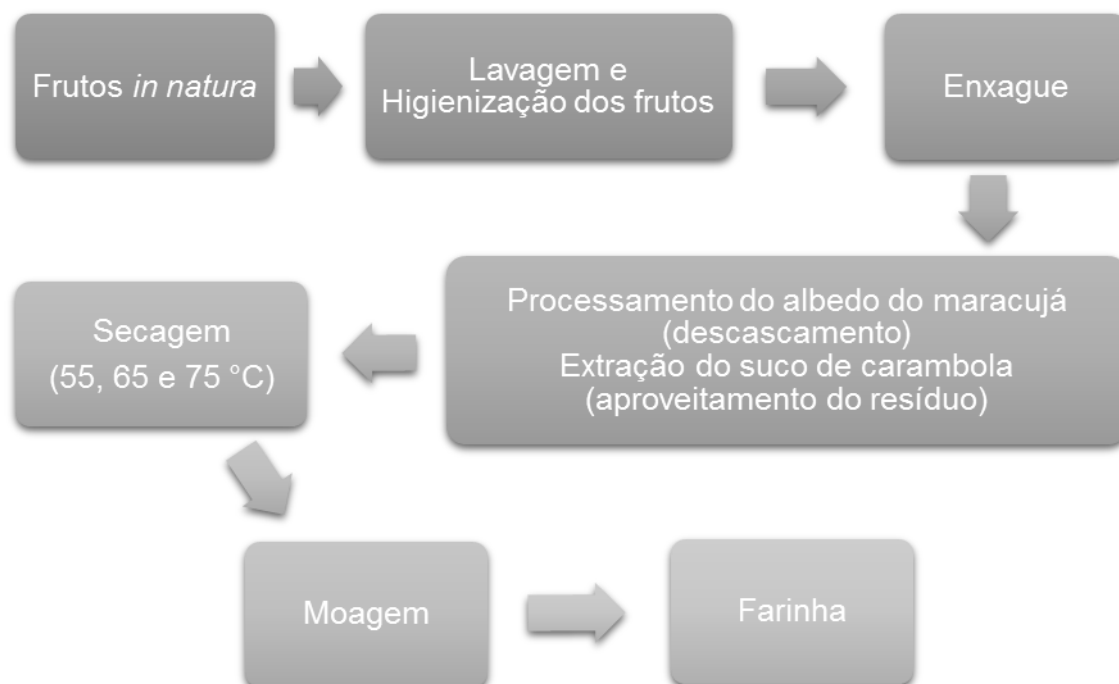 Frutos in natura
Lavagem e
Higienização dos frutos
Enxague
Processamento do albedo do maracujá
(descascamento)
Extração do suco de carambola
(aproveitamento do resíduo)
Secagem
(55, 65 e 75 °C)
Moagem
Farinha